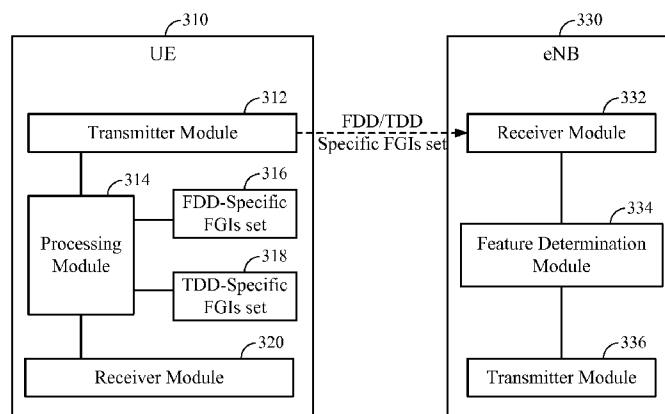 310
330
UE
eNB
312
Transmitter Module
FDD/TDD
Specific FGIs set
332
Receiver Module
314
Processing
Module
316
FDD-Specific
FGIs set
318
TDD-Specific
FGIs set
334
Feature Determination
Module
320
Receiver Module
336
Transmitter Module